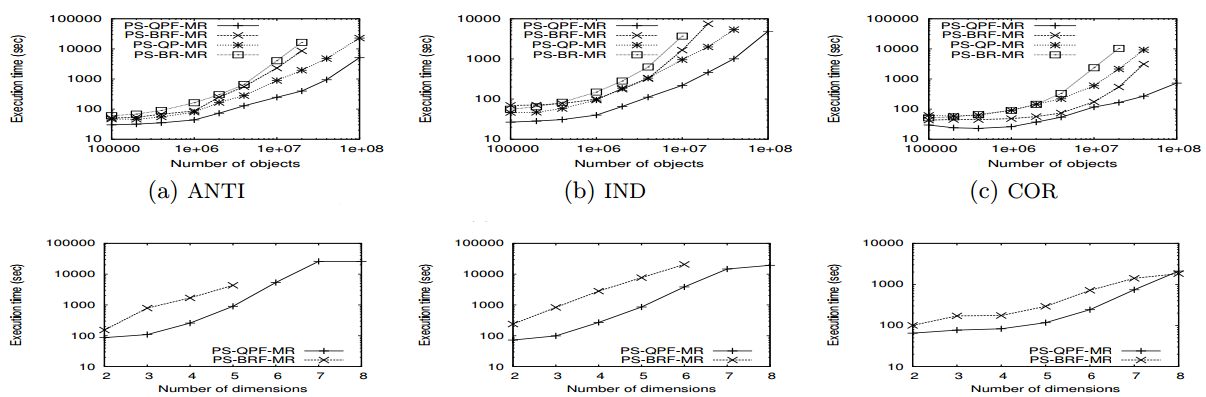 100000
10000
1000
100
10
Execution time (sec)
PS-QPF-MR
PS-BRF-MR
PS-QP-MR
PS-BR-MR
100000 1e+06 1e+07 1e+08
Number of objects
(a) ANTI
100000
10000
1000
100
10
Execution time (sec)
PS-QPF-MR
PS-BRF-MR
PS-QP-MR
PS-BR-MR
100000 1e+06 1e+07 1e+08
Number of objects
(b) IND
100000
10000
1000
100
10
Execution time (sec)
PS-QPF-MR
PS-BRF-MR
PS-QP-MR
PS-BR-MR
100000 1e+06 1e+07 1e+08
Number of objects
(c) COR
100000
10000
1000
100
10
Execution time (sec)
PS-QPF-MR
PS-BRF-MR
2 3 4 5 6 7 8
Number of dimensions
100000
10000
1000
100
10
Execution time (sec)
PS-QPF-MR
PS-BRF-MR
2 3 4 5 6 7 8
Number of dimensions
10000
1000
100
10
Execution time (sec)
PS-QPF-MR
PS-BRF-MR
2 3 4 5 6 7 8
Number of dimensions